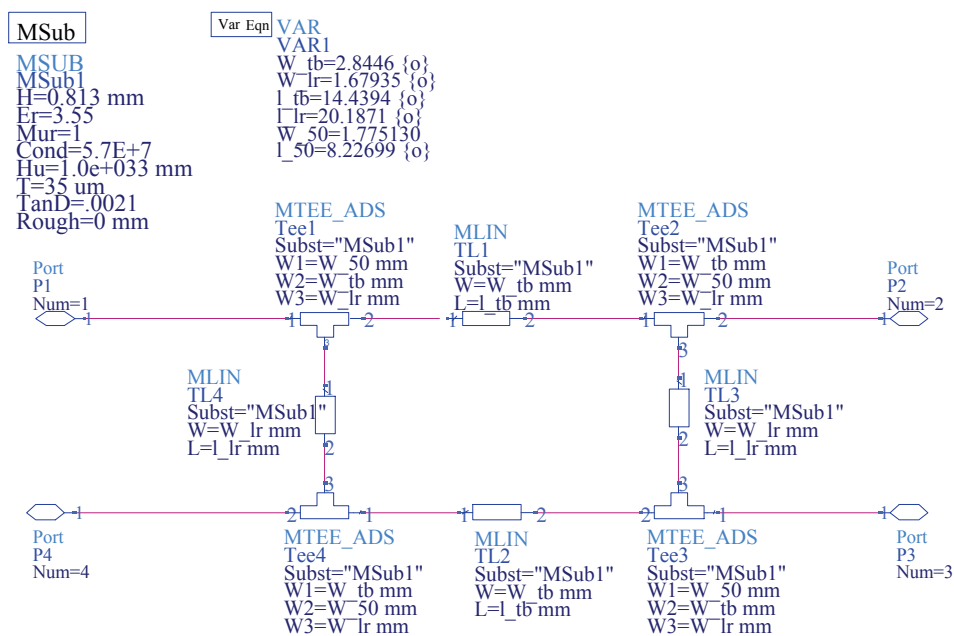 MSub
MSUB
MSub1
H=0.813 mm
Er=3.55
Mur=1
Cond=5.7E+7
Hu=1.0e+033 mm
T=35 um
TanD=.0021
Rough=0 mm
Var Eqn
VAR
VAR1
W_tb=2.8446 {o}
W_lr=1.67935 {o}
l_tb=14.4394 {o}
l_lr=20.1871 {o}
W_50=1.775130
l_50=8.22699 {o}
Port
P1
Num=1
1
MTEE_ADS
Tee1
Subst="MSub1"
W1=W_50 mm
W2=W_tb mm
W3=W_lr mm
1
2
3
MLIN
TL1
Subst="MSub1"
W=W_tb mm
L=l_tb mm
1
2
MTEE_ADS
Tee2
Subst="MSub1"
W1=W_tb mm
W2=W_50 mm
W3=W_lr mm
1
2
3
Port
P2
Num=2
1
MLIN
TL4
Subst="MSub1"
W=W_lr mm
L=l_lr mm
1
2
MLIN
TL3
Subst="MSub1"
W=W_lr mm
L=l_lr mm
1
2
Port
P4
Num=4
1
3
2
1
MTEE_ADS
Tee4
Subst="MSub1"
W1=W_tb mm
W2=W_50 mm
W3=W_lr mm
1
2
MLIN
TL2
Subst="MSub1"
W=W_tb mm
L=l_tb mm
3
2
1
MTEE_ADS
Tee3
Subst="MSub1"
W1=W_50 mm
W2=W_tb mm
W3=W_lr mm
1
Port
P3
Num=3